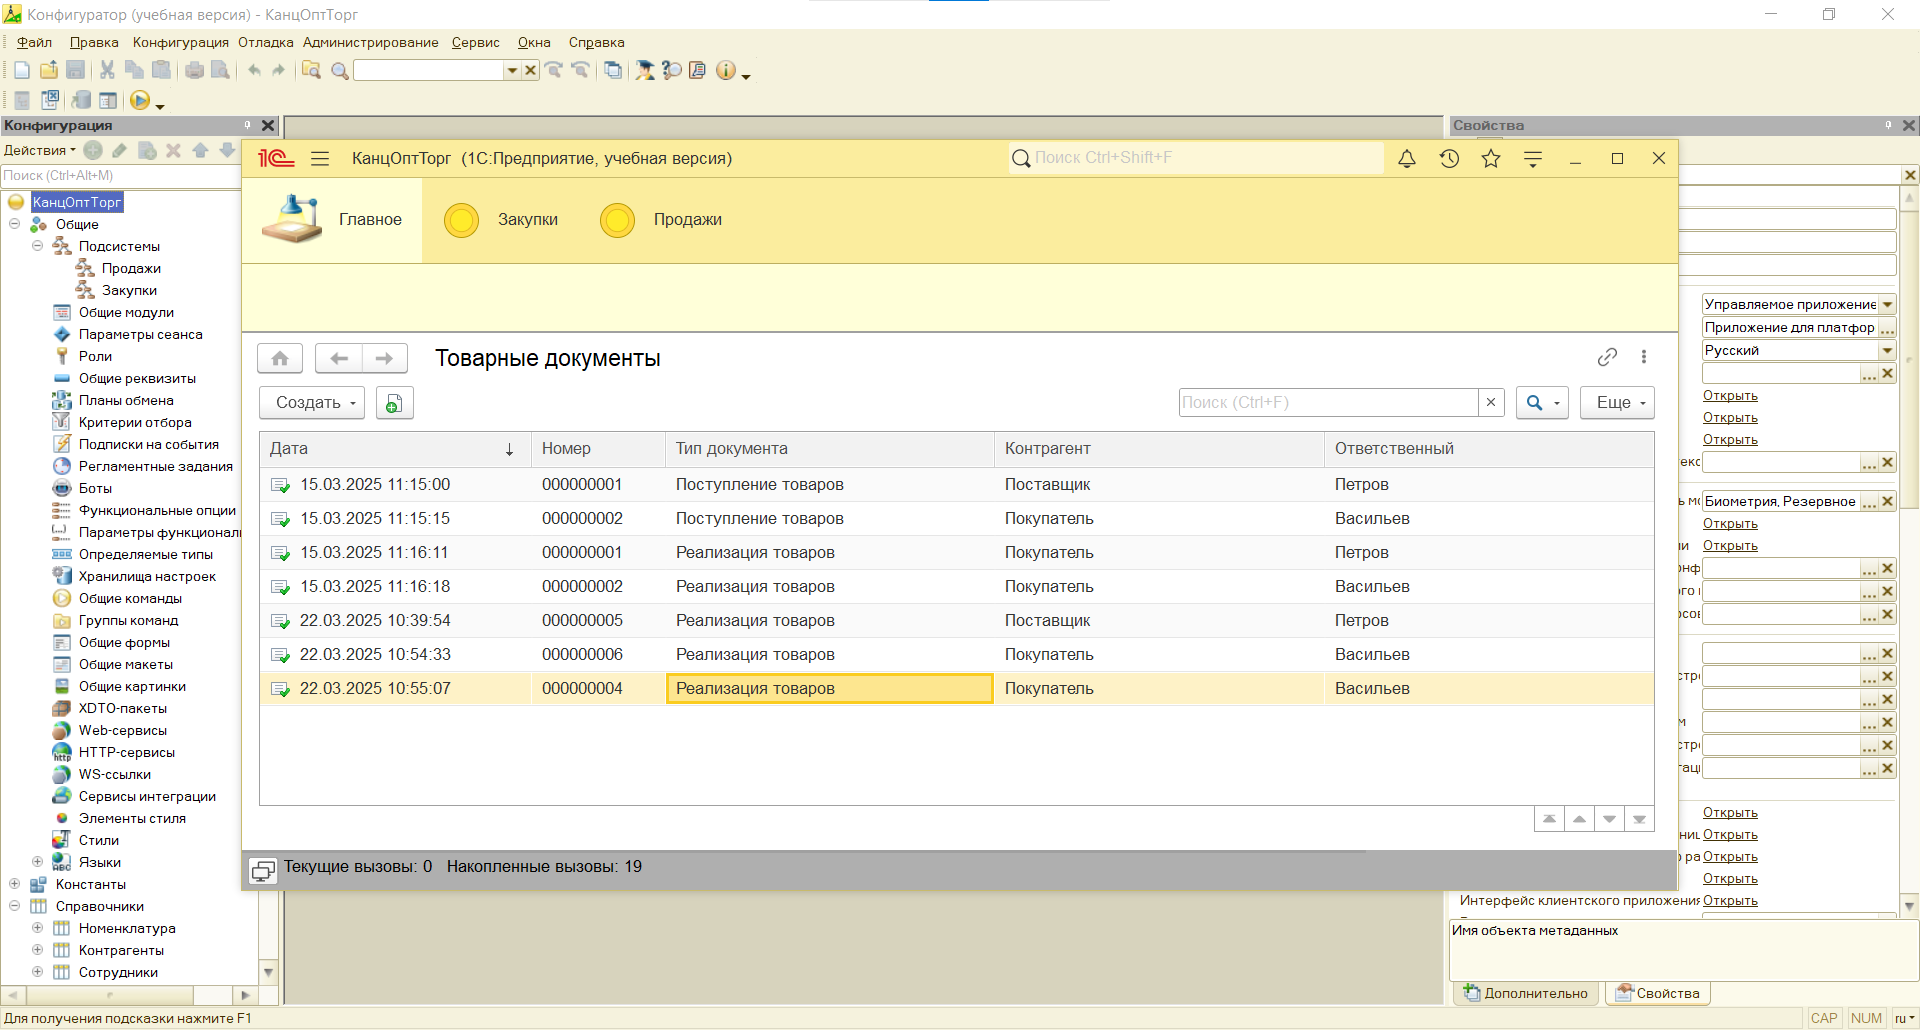 Конфигуратор (учебная версия) - КанцОптТорг
Файл Правка Конфигурация Отладка Администрирование Сервис Окна Справка
Конфигурация
Действия
Поиск (Ctrl+Alt+M)
КанцОптТорг
Общие
Подсистемы
Продажи
Закупки
Общие модули
Параметры сеанса
Роли
Общие реквизиты
Планы обмена
Критерии отбора
Подписки на события
Регламентные задания
Боты
Функциональные опции
Параметры функционал
Определяемые типы
Хранилища настроек
Общие команды
Группы команд
Общие формы
Общие макеты
Общие картинки
XDTO-пакеты
Web-сервисы
HTTP-сервисы
WS-ссылки
Сервисы интеграции
Элементы стиля
Стили
Языки
Константы
Справочники
Номенклатура
Контрагенты
Сотрудники
1С
КанцОптТорг (1С:Предприятие, учебная версия)
Поиск Ctrl+Shift+F
Главное Закупки Продажи
Товарные документы
Создать
Поиск (Ctrl+F)
Еще
Дата Номер Тип документа Контрагент Ответственный
15.03.2025 11:15:00 000000001 Поступление товаров Поставщик Петров
15.03.2025 11:15:15 000000002 Поступление товаров Покупатель Васильев
15.03.2025 11:16:11 000000001 Реализация товаров Покупатель Петров
15.03.2025 11:16:18 000000002 Реализация товаров Покупатель Васильев
22.03.2025 10:39:54 000000005 Реализация товаров Поставщик Петров
22.03.2025 10:54:33 000000006 Реализация товаров Покупатель Васильев
22.03.2025 10:55:07 000000004 Реализация товаров Покупатель Васильев
Текущие вызовы: 0 Накопленные вызовы: 19
Свойства
Управляемое приложение
Приложение для платфор
Русский
Открыть
Открыть
Открыть
Биометрия, Резервное
Открыть
Открыть
Открыть
Открыть
Открыть
Открыть
Интерфейс клиентского приложения Открыть
Имя объекта метаданных
Дополнительно Свойства
Для получения подсказки нажмите F1
CAP NUM ru